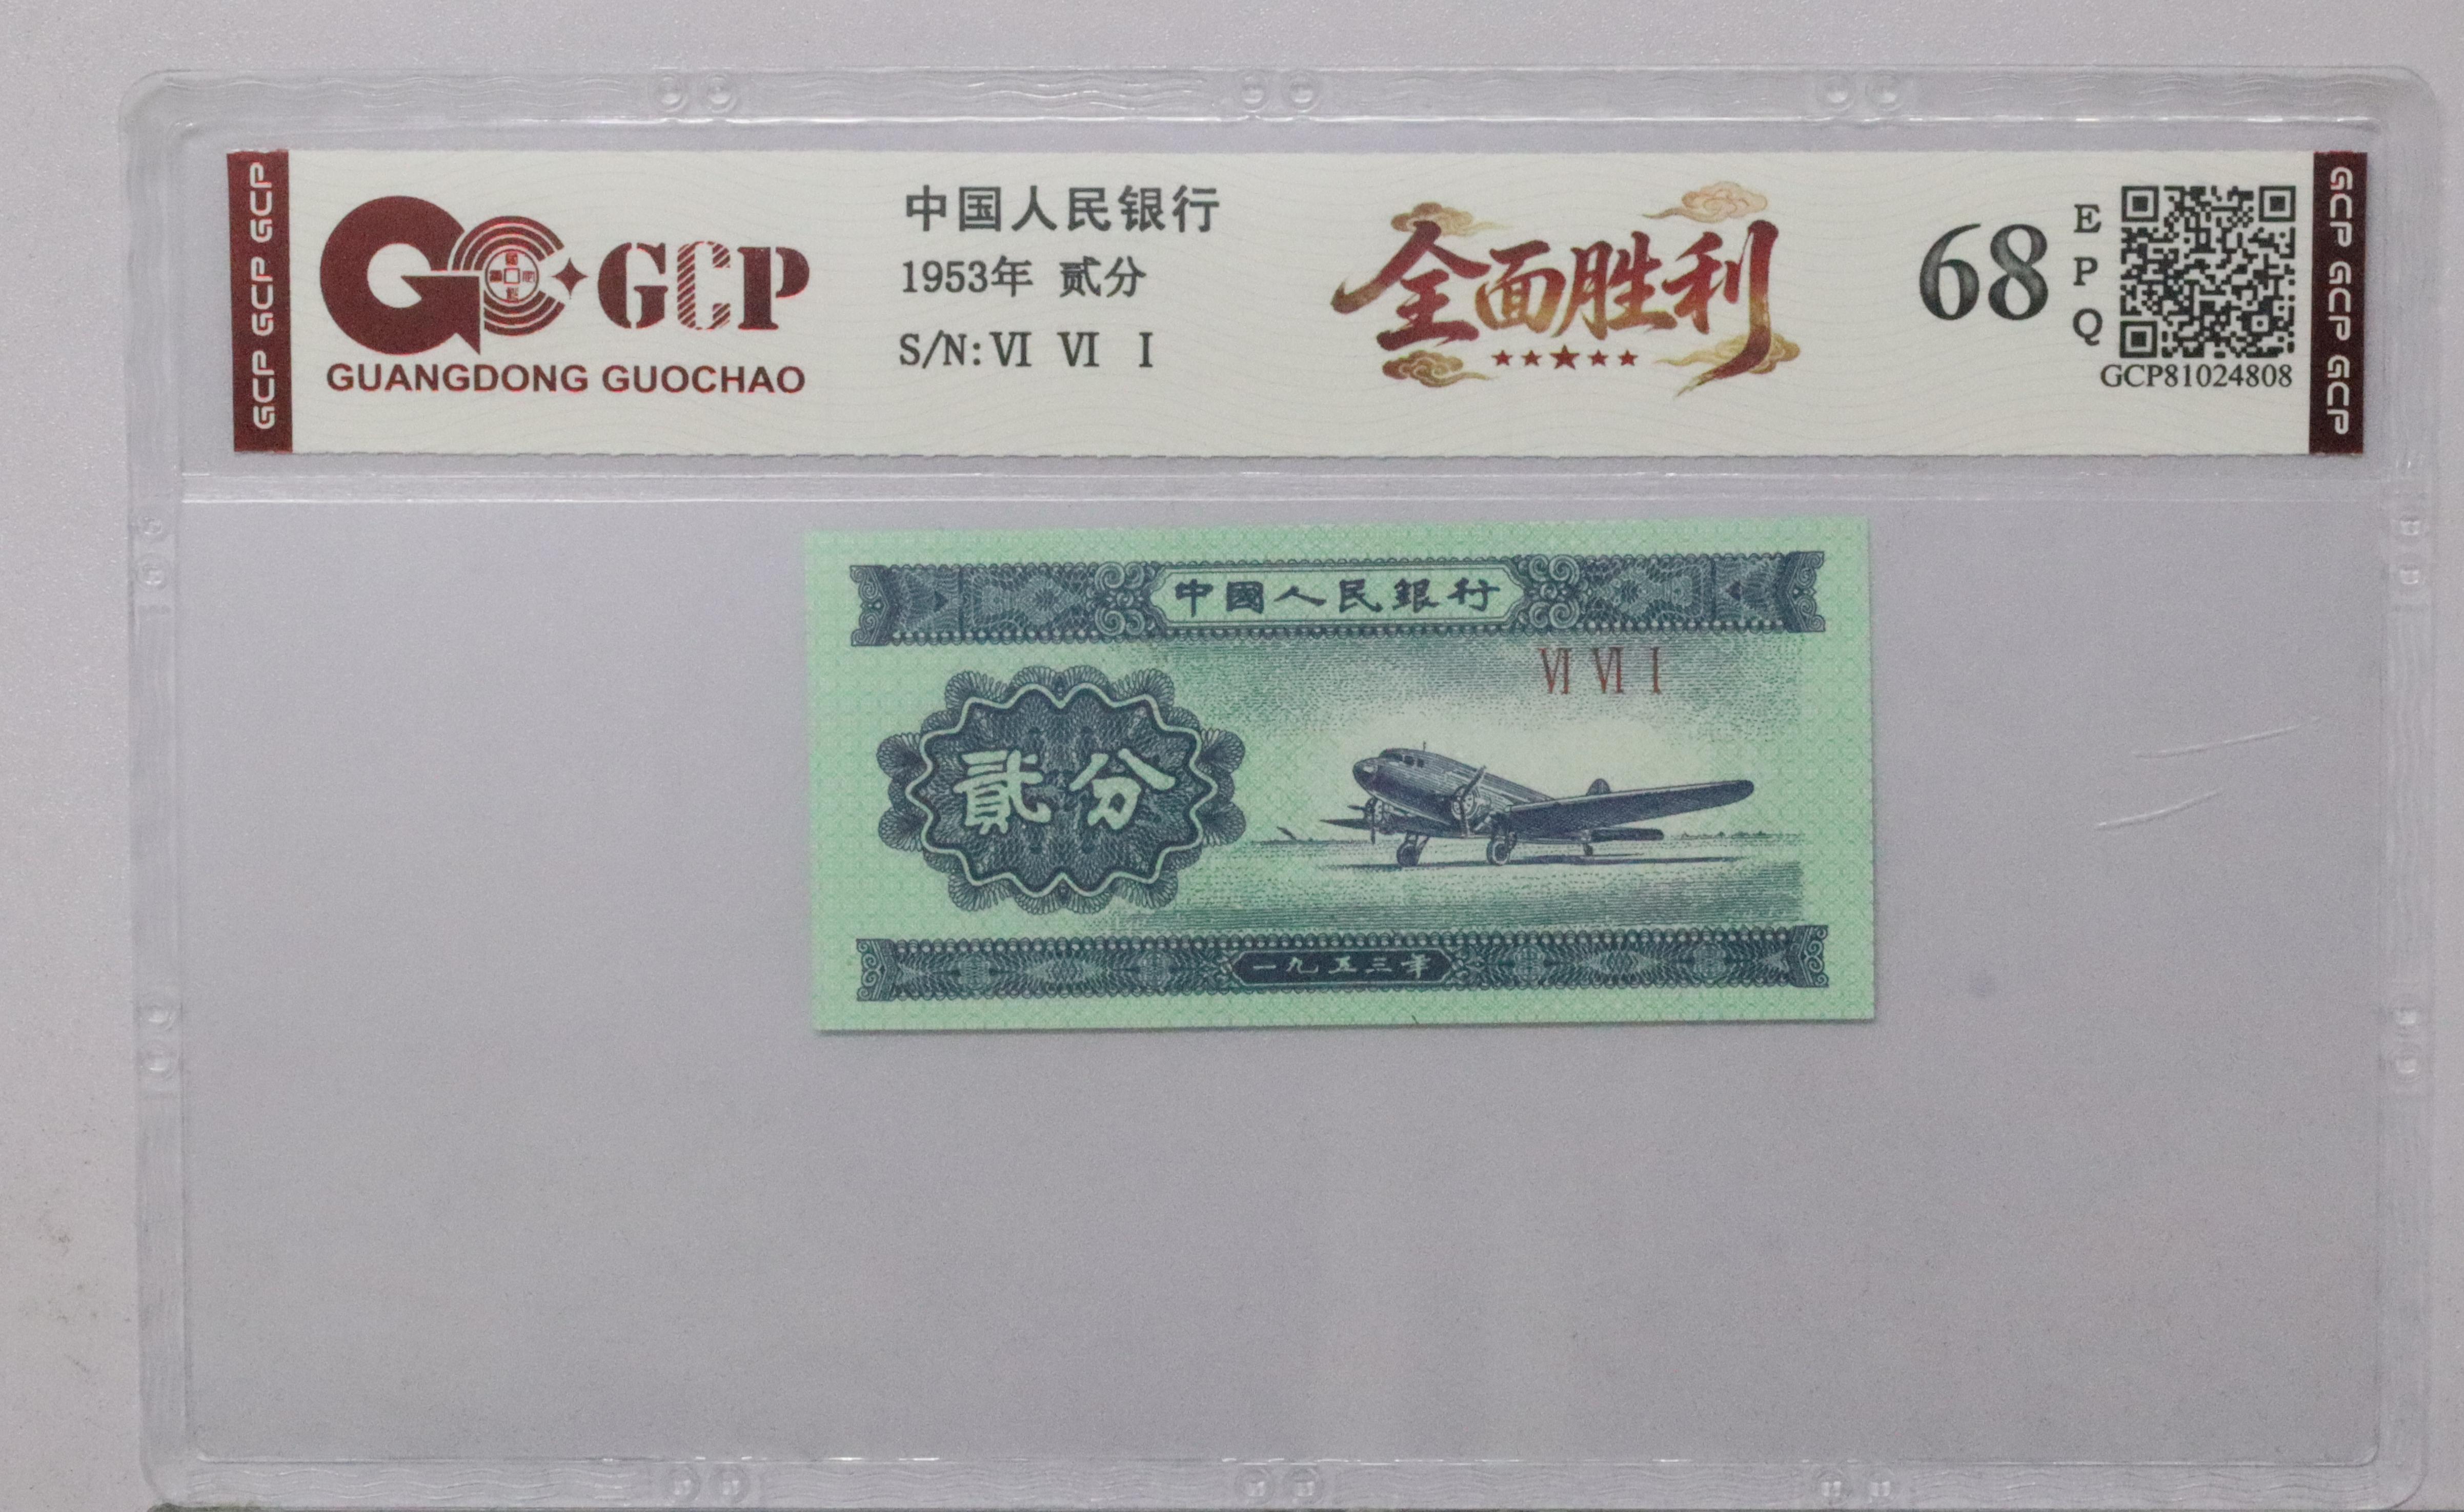 GCP GCP GCP
GCP
GUANGDONG GUOCHAO
中国人民银行
1953年 贰分
S/N: VI VI I
全面胜利
68
E
P
Q
GCP81024808
GCP GCP GCP
中國人民銀行
VI VI I
貳分
一九五三年